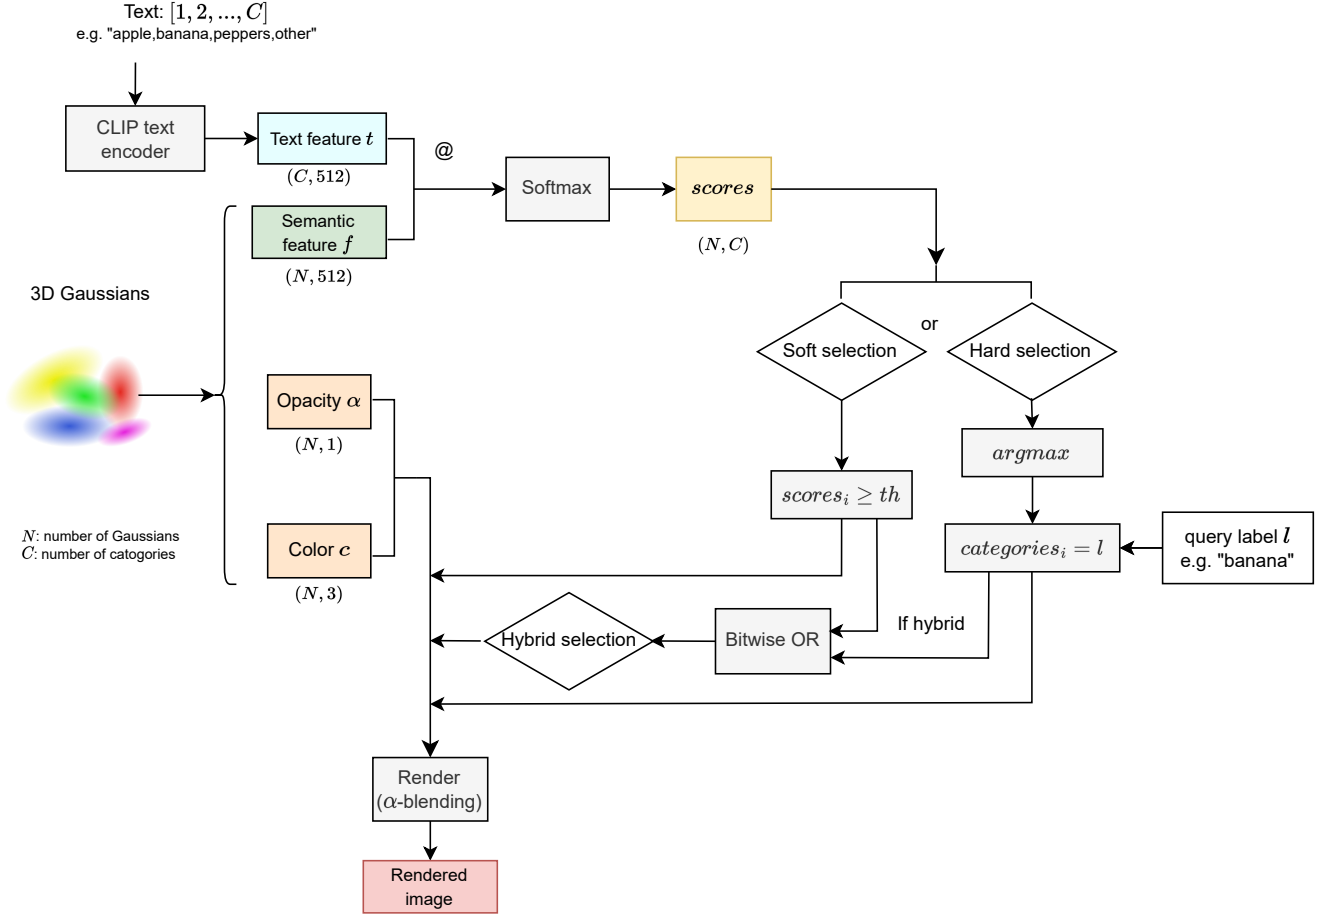 Text: [1, 2, ..., C]
e.g. "apple,banana,peppers,other"
CLIP text
encoder
Text feature t
(C, 512)
@
Softmax
scores
(N, C)
Semantic
feature f
(N, 512)
3D Gaussians
Soft selection
or
Hard selection
Opacity α
(N, 1)
argmax
scores_i ≥ th
query label l
e.g. "banana"
categories_i = l
N: number of Gaussians
C: number of catogories
Color c
(N, 3)
Hybrid selection
Bitwise OR
If hybrid
Render
(α-blending)
Rendered
image